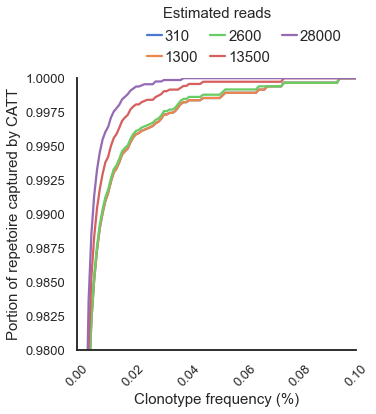 Estimated reads
310 2600 28000
1300 13500
Portion of repetoire captured by CATT
1.0000
0.9975
0.9950
0.9925
0.9900
0.9875
0.9850
0.9825
0.9800
0.00 0.02 0.04 0.06 0.08 0.10
Clonotype frequency (%)